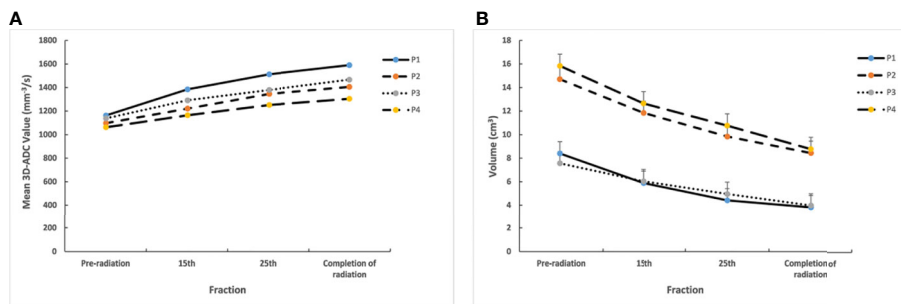 A
1800
1600
1400
1200
1000
800
600
400
200
0
Mean 3D-ADC Value (mm⁻³/s)
Pre-radiation
15th
25th
Completion of
radiation
Fraction
P1
P2
P3
P4
B
18
16
14
12
10
8
6
4
2
0
Volume (cm³)
Pre-radiation
15th
25th
Completion of
radiation
Fraction
P1
P2
P3
P4